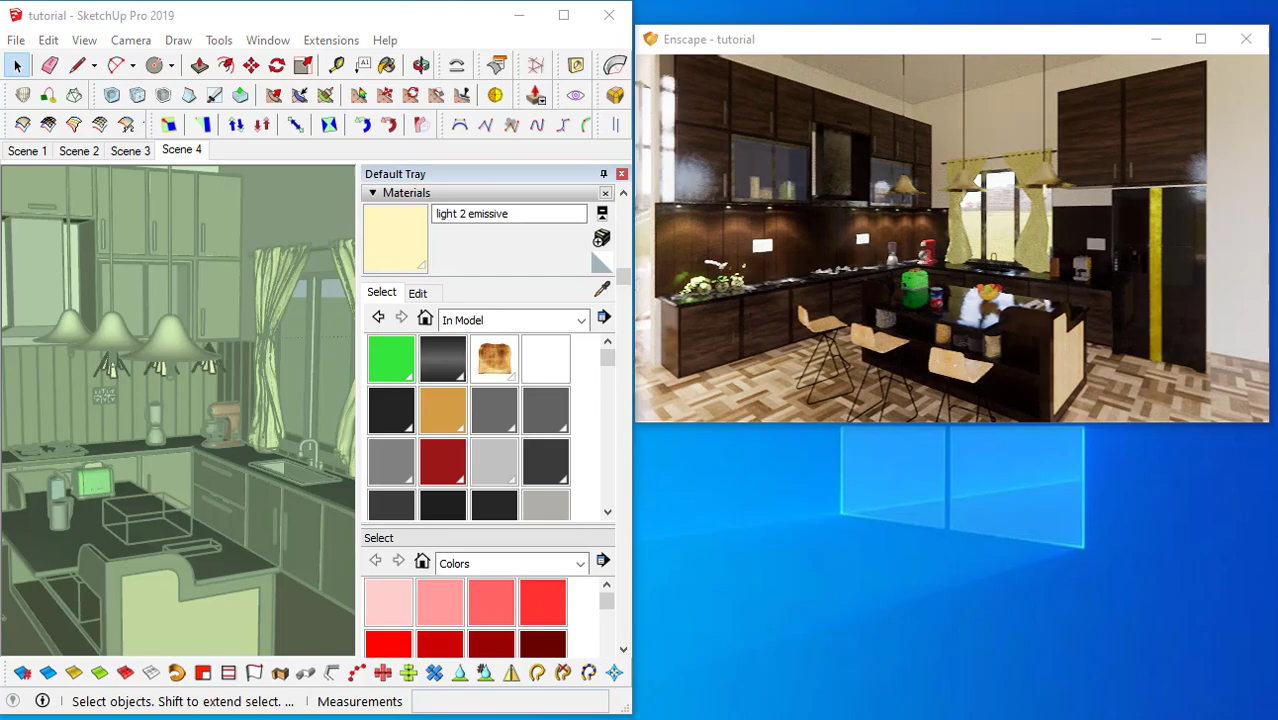 tutorial - SketchUp Pro 2019
File Edit View Camera Draw Tools Window Extensions Help
Scene 1 Scene 2 Scene 3 Scene 4
Default Tray
Materials
light 2 emissive
Select Edit
In Model
Select
Colors
Select objects. Shift to extend select. ... Measurements
Enscape - tutorial